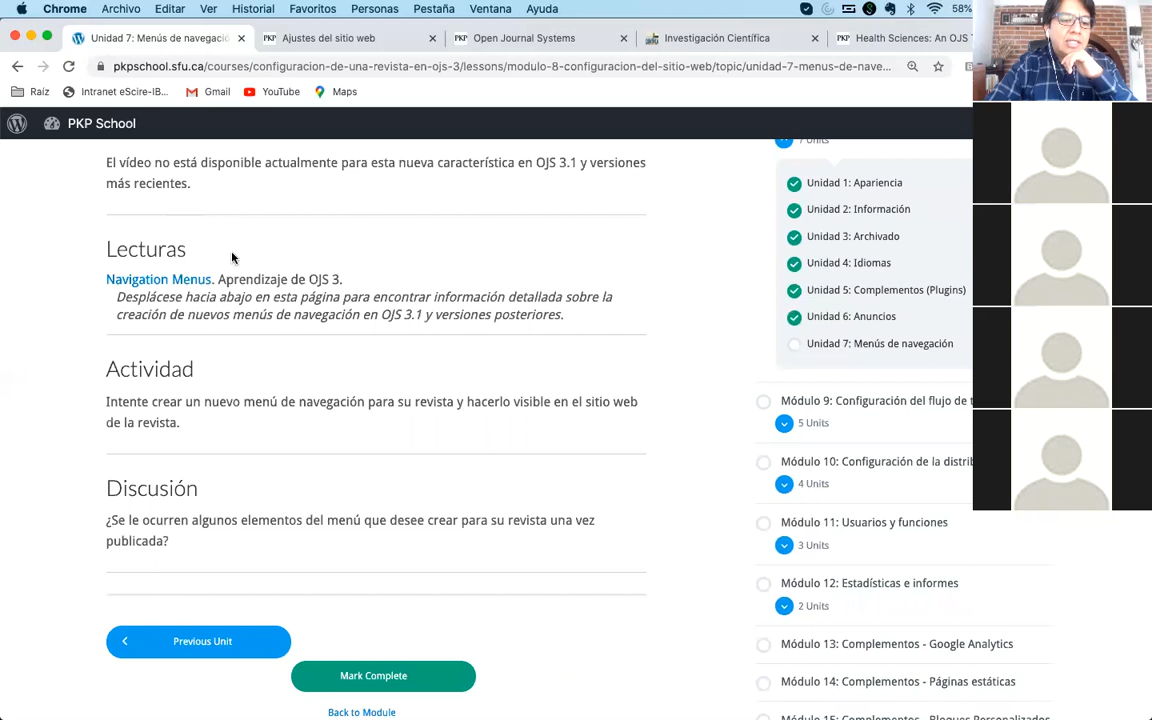 Chrome Archivo Editar Ver Historial Favoritos Personas Pestaña Ventana Ayuda 58%
Unidad 7: Menús de navegació
PKP Ajustes del sitio web
PKP Open Journal Systems
Investigación Científica
PKP Health Sciences: An OJS T
pkpschool.sfu.ca/courses/configuracion-de-una-revista-en-ojs-3/lessons/modulo-8-configuracion-del-sitio-web/topic/unidad-7-menus-de-nave...
Raíz Intranet eScire-IB... Gmail YouTube Maps
PKP School
El vídeo no está disponible actualmente para esta nueva característica en OJS 3.1 y versiones
más recientes.
Lecturas
Navigation Menus. Aprendizaje de OJS 3.
Desplácese hacia abajo en esta página para encontrar información detallada sobre la
creación de nuevos menús de navegación en OJS 3.1 y versiones posteriores.
Actividad
Intente crear un nuevo menú de navegación para su revista y hacerlo visible en el sitio web
de la revista.
Discusión
¿Se le ocurren algunos elementos del menú que desee crear para su revista una vez
publicada?
Previous Unit
Mark Complete
Back to Module
7 Units
Unidad 1: Apariencia
Unidad 2: Información
Unidad 3: Archivado
Unidad 4: Idiomas
Unidad 5: Complementos (Plugins)
Unidad 6: Anuncios
Unidad 7: Menús de navegación
Módulo 9: Configuración del flujo de t
5 Units
Módulo 10: Configuración de la distrib
4 Units
Módulo 11: Usuarios y funciones
3 Units
Módulo 12: Estadísticas e informes
2 Units
Módulo 13: Complementos - Google Analytics
Módulo 14: Complementos - Páginas estáticas
Módulo 15: Complementos - Bloques Personalizados